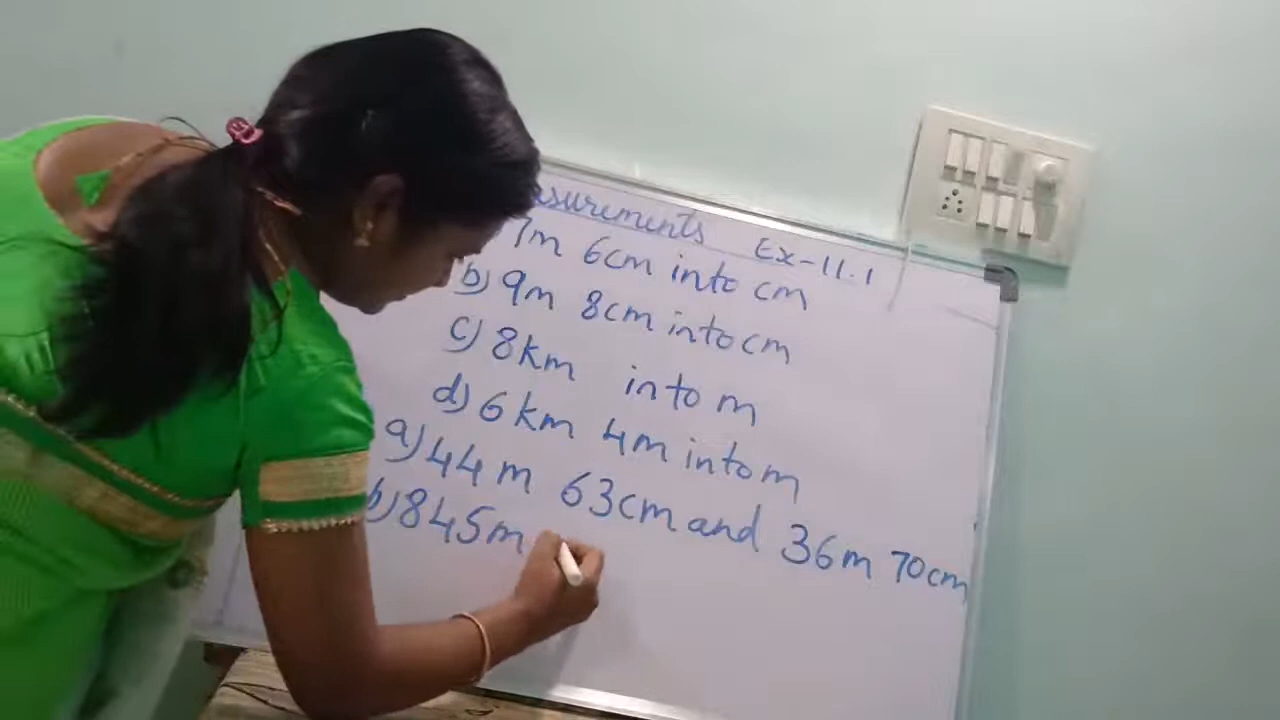 Ex-11.1
7m 6cm into cm
b) 9m 8cm into cm
c) 8km into m
d) 6km 4m into m
a) 44m 63cm and 36m 70cm
b) 845m